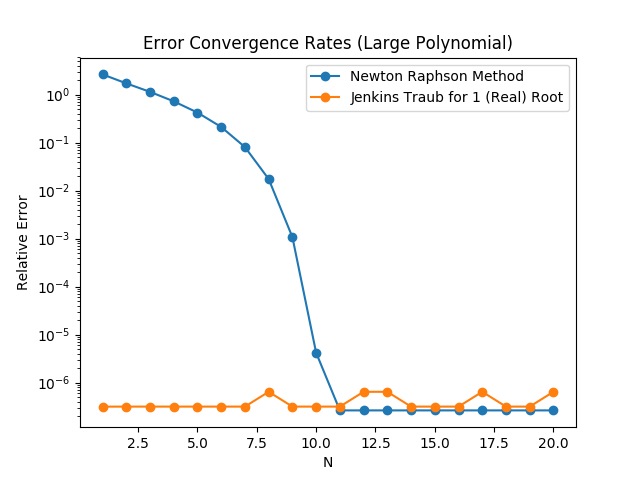 Error Convergence Rates (Large Polynomial)
Newton Raphson Method
Jenkins Traub for 1 (Real) Root
Relative Error
10⁰
10⁻¹
10⁻²
10⁻³
10⁻⁴
10⁻⁵
10⁻⁶
2.5 5.0 7.5 10.0 12.5 15.0 17.5 20.0
N